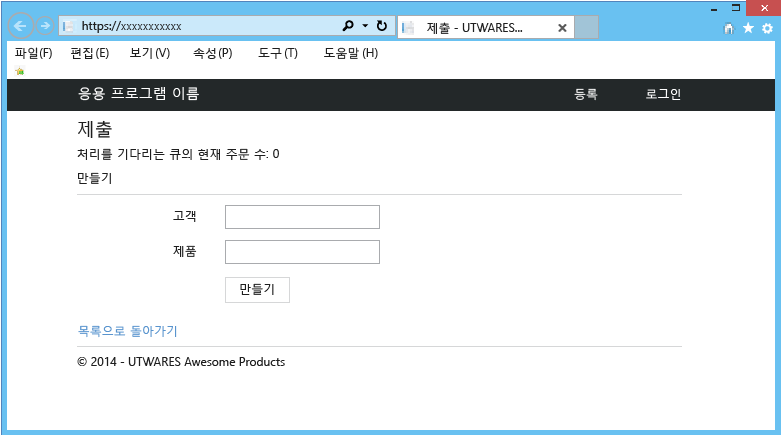 https://xxxxxxxxxxx
제출 - UTWARES...
파일(F) 편집(E) 보기(V) 속성(P) 도구(T) 도움말 (H)
응용 프로그램 이름 등록 로그인
제출
처리를 기다리는 큐의 현재 주문 수: 0
만들기
고객
제품
만들기
목록으로 돌아가기
© 2014 - UTWARES Awesome Products